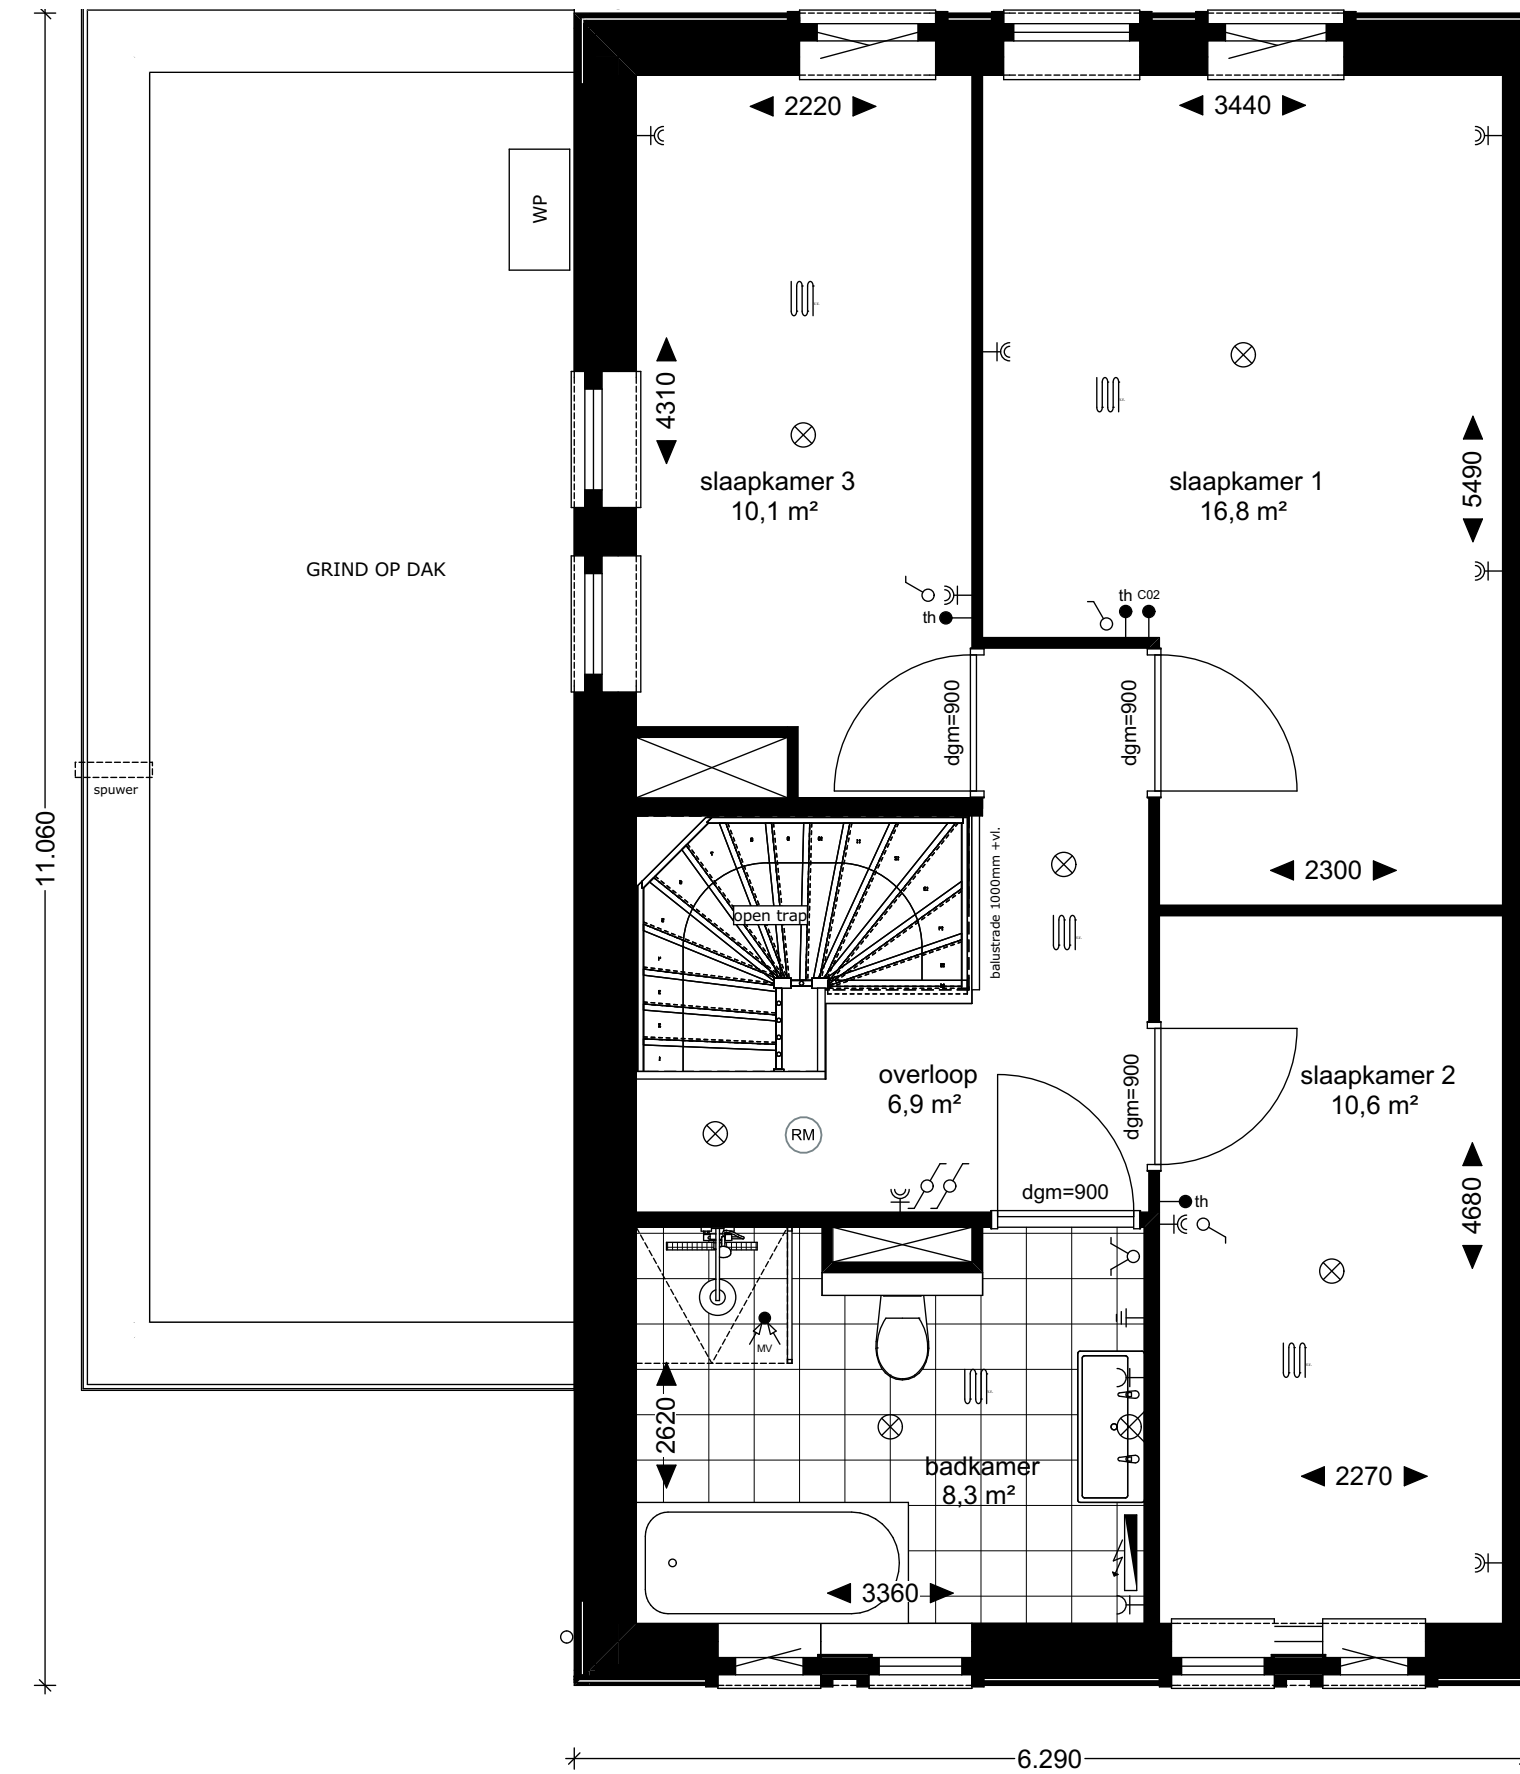 2220
3440
WP
4310
slaapkamer 3
10,1 m²
slaapkamer 1
16,8 m²
5490
GRIND OP DAK
th
th
C02
dgm=900
dgm=900
spuwer
11.060
balustrade 1000mm +vl.
open trap
2300
overloop
6,9 m²
dgm=900
slaapkamer 2
10,6 m²
RM
dgm=900
th
4680
MV
2620
badkamer
8,3 m²
2270
3360
6.290